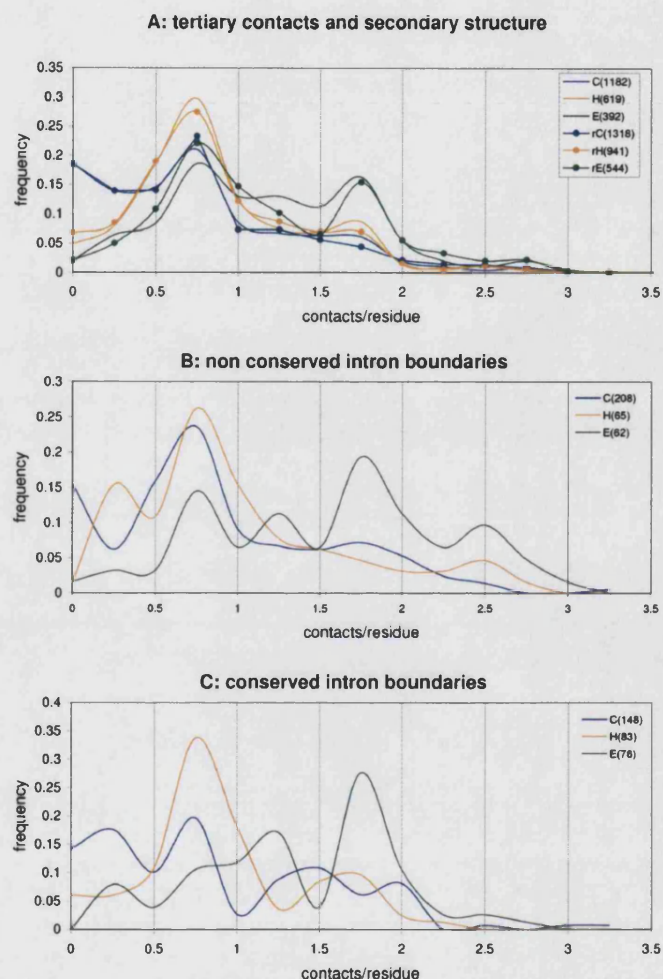 A: tertiary contacts and secondary structure
0.35
0.3
0.25
0.2
0.15
0.1
0.05
0
frequency
C(1182)
H(619)
E(392)
rC(1318)
rH(941)
rE(544)
0 0.5 1 1.5 2 2.5 3 3.5
contacts/residue
B: non conserved intron boundaries
0.3
0.25
0.2
0.15
0.1
0.05
0
frequency
C(208)
H(65)
E(62)
0 0.5 1 1.5 2 2.5 3 3.5
contacts/residue
C: conserved intron boundaries
0.4
0.35
0.3
0.25
0.2
0.15
0.1
0.05
0
frequency
C(148)
H(83)
E(76)
0 0.5 1 1.5 2 2.5 3 3.5
contacts/residue